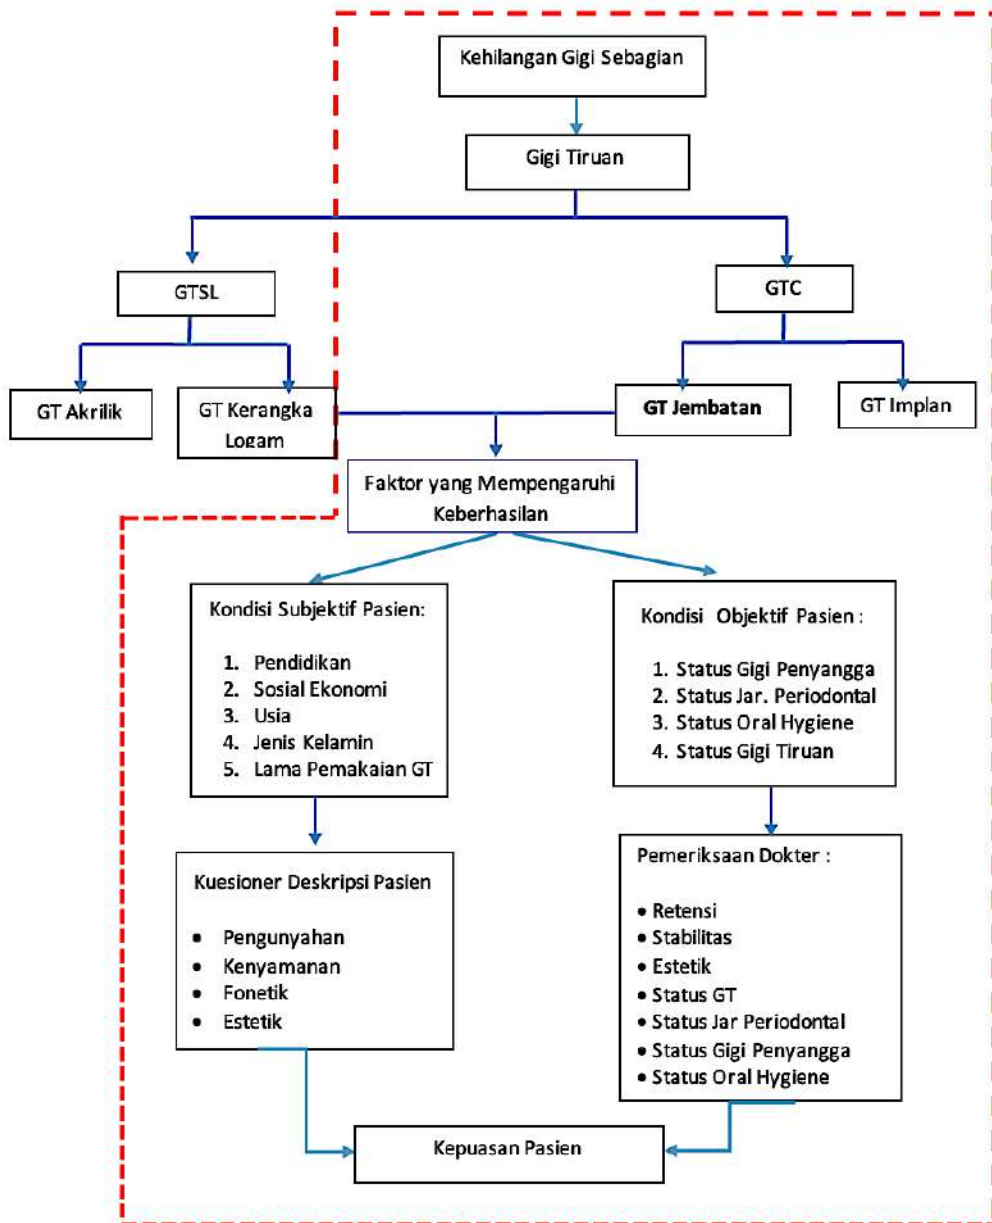 Kehilangan Gigi Sebagian
Gigi Tiruan
GTSL
GTC
GT Akrilik
GT Kerangka
Logam
GT Jembatan
GT Implan
Faktor yang Mempengaruhi
Keberhasilan
Kondisi Subjektif Pasien:
1. Pendidikan
2. Sosial Ekonomi
3. Usia
4. Jenis Kelamin
5. Lama Pemakaian GT
Kondisi Objektif Pasien :
1. Status Gigi Penyangga
2. Status Jar. Periodontal
3. Status Oral Hygiene
4. Status Gigi Tiruan
Kuesioner Deskripsi Pasien
• Pengunyahan
• Kenyamanan
• Fonetik
• Estetik
Pemeriksaan Dokter :
• Retensi
• Stabilitas
• Estetik
• Status GT
• Status Jar Periodontal
• Status Gigi Penyangga
• Status Oral Hygiene
Kepuasan Pasien